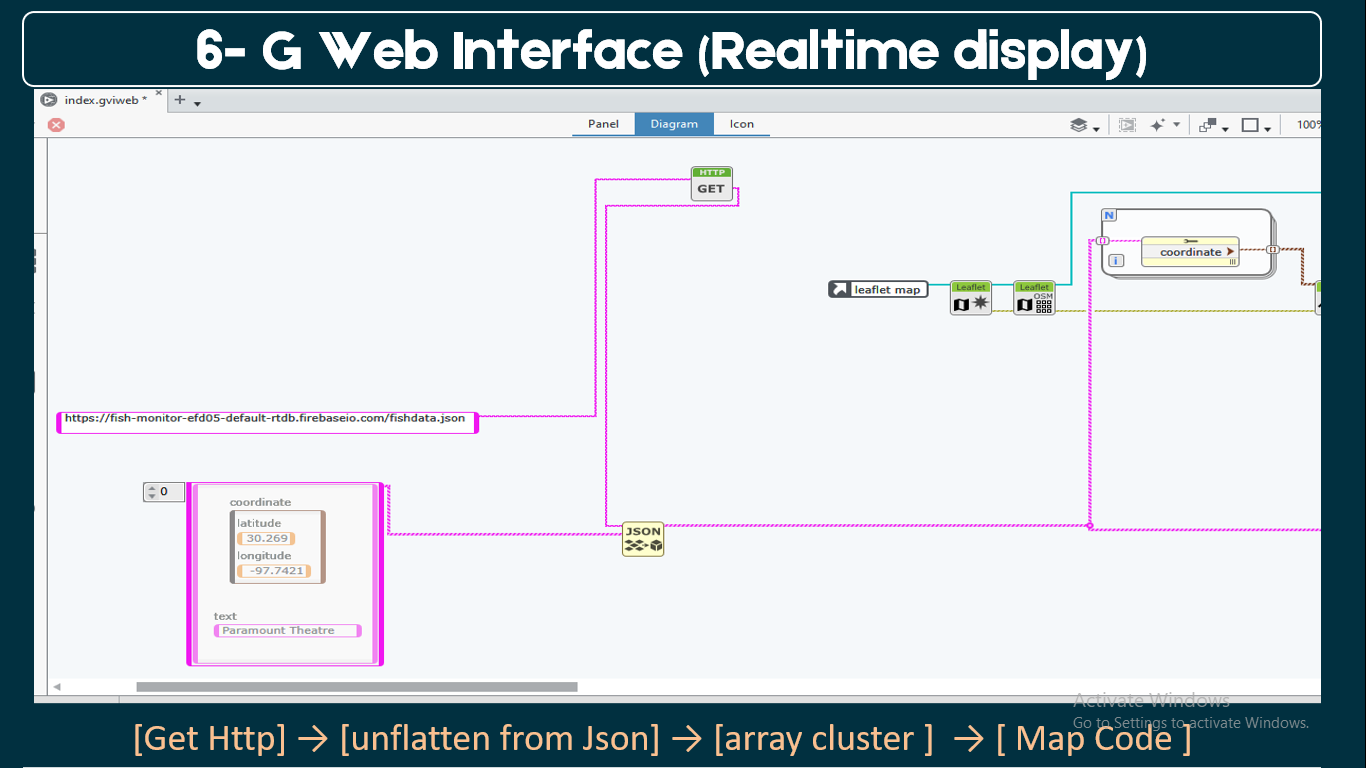 6- G Web Interface (Realtime display)
index.gviweb *
Panel
Diagram
Icon
100%
HTTP
GET
N
coordinate
i
leaflet map
Leaflet
Leaflet
OSM
https://fish-monitor-efd05-default-rtdb.firebaseio.com/fishdata.json
0
coordinate
latitude
30.269
longitude
-97.7421
text
Paramount Theatre
JSON
Activate Windows
Go to Settings to activate Windows.
[Get Http] → [unflatten from Json] → [array cluster ] → [ Map Code ]